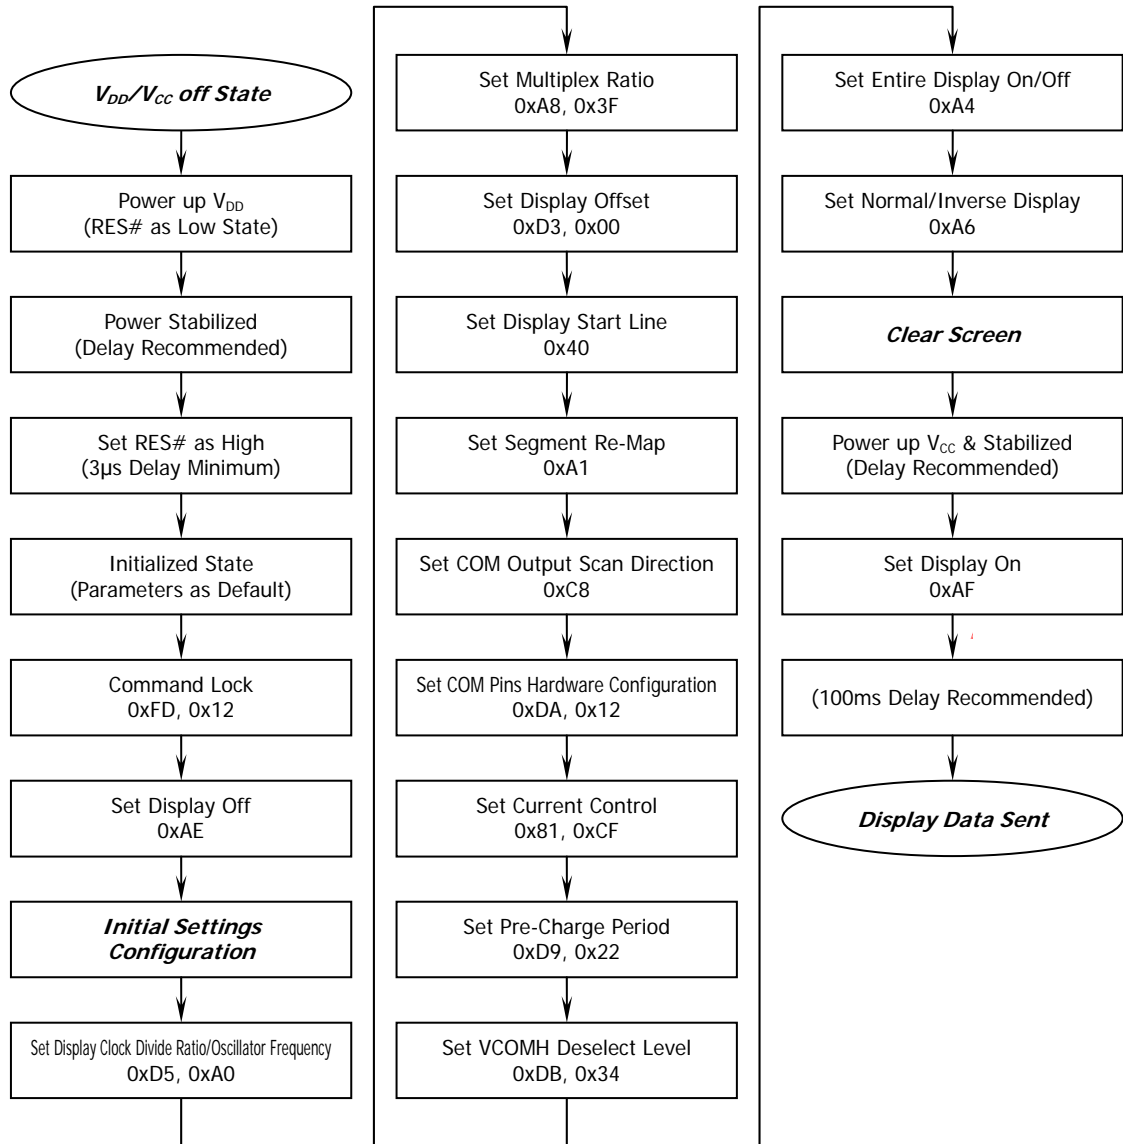 V_DD/V_CC off State
Power up V_DD
(RES# as Low State)
Power Stabilized
(Delay Recommended)
Set RES# as High
(3µs Delay Minimum)
Initialized State
(Parameters as Default)
Command Lock
0xFD, 0x12
Set Display Off
0xAE
Initial Settings
Configuration
Set Display Clock Divide Ratio/Oscillator Frequency
0xD5, 0xA0
Set Multiplex Ratio
0xA8, 0x3F
Set Display Offset
0xD3, 0x00
Set Display Start Line
0x40
Set Segment Re-Map
0xA1
Set COM Output Scan Direction
0xC8
Set COM Pins Hardware Configuration
0xDA, 0x12
Set Current Control
0x81, 0xCF
Set Pre-Charge Period
0xD9, 0x22
Set VCOMH Deselect Level
0xDB, 0x34
Set Entire Display On/Off
0xA4
Set Normal/Inverse Display
0xA6
Clear Screen
Power up V_CC & Stabilized
(Delay Recommended)
Set Display On
0xAF
(100ms Delay Recommended)
Display Data Sent